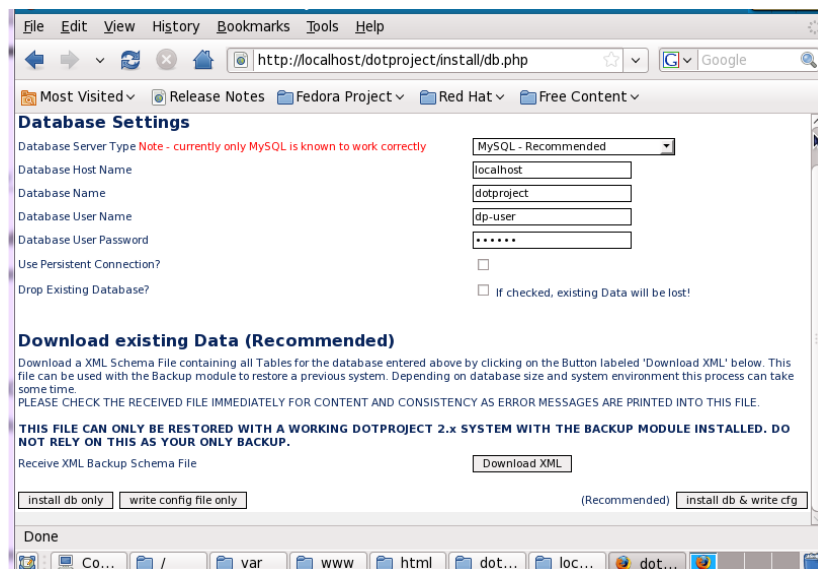 File Edit View History Bookmarks Tools Help
http://localhost/dotproject/install/db.php
G Google
Most Visited Release Notes Fedora Project Red Hat Free Content
Database Settings
Database Server Type Note - currently only MySQL is known to work correctly MySQL - Recommended
Database Host Name localhost
Database Name dotproject
Database User Name dp-user
Database User Password ••••••
Use Persistent Connection?
Drop Existing Database? If checked, existing Data will be lost!
Download existing Data (Recommended)
Download a XML Schema File containing all Tables for the database entered above by clicking on the Button labeled 'Download XML' below. This
file can be used with the Backup module to restore a previous system. Depending on database size and system environment this process can take
some time.
PLEASE CHECK THE RECEIVED FILE IMMEDIATELY FOR CONTENT AND CONSISTENCY AS ERROR MESSAGES ARE PRINTED INTO THIS FILE.
THIS FILE CAN ONLY BE RESTORED WITH A WORKING DOTPROJECT 2.x SYSTEM WITH THE BACKUP MODULE INSTALLED. DO
NOT RELY ON THIS AS YOUR ONLY BACKUP.
Receive XML Backup Schema File Download XML
install db only write config file only (Recommended) install db & write cfg
Done
Co... / var www html dot... loc... dot...